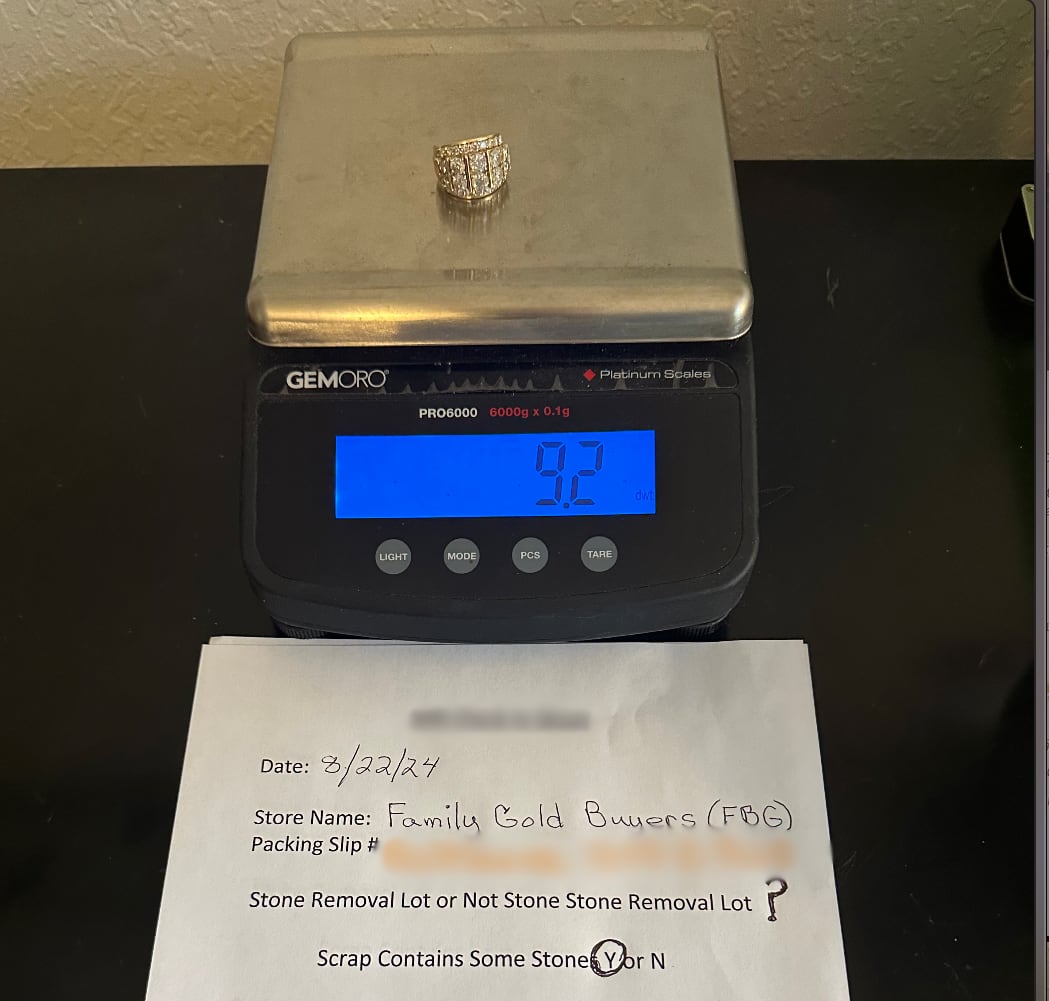 GEMORO® Platinum Scales
PRO6000 6000g x 0.1g
9.2 dwt
LIGHT MODE PCS TARE
Date: 8/22/24
Store Name: Family Gold Buyers (FBG)
Packing Slip #
Stone Removal Lot or Not Stone Stone Removal Lot ?
Scrap Contains Some Stones Y or N